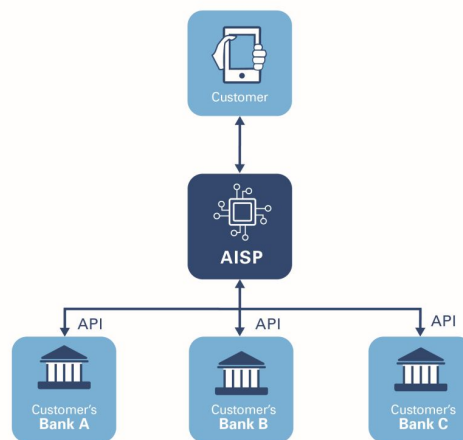 Customer
AISP
API
API
API
Customer's
Bank A
Customer's
Bank B
Customer's
Bank C